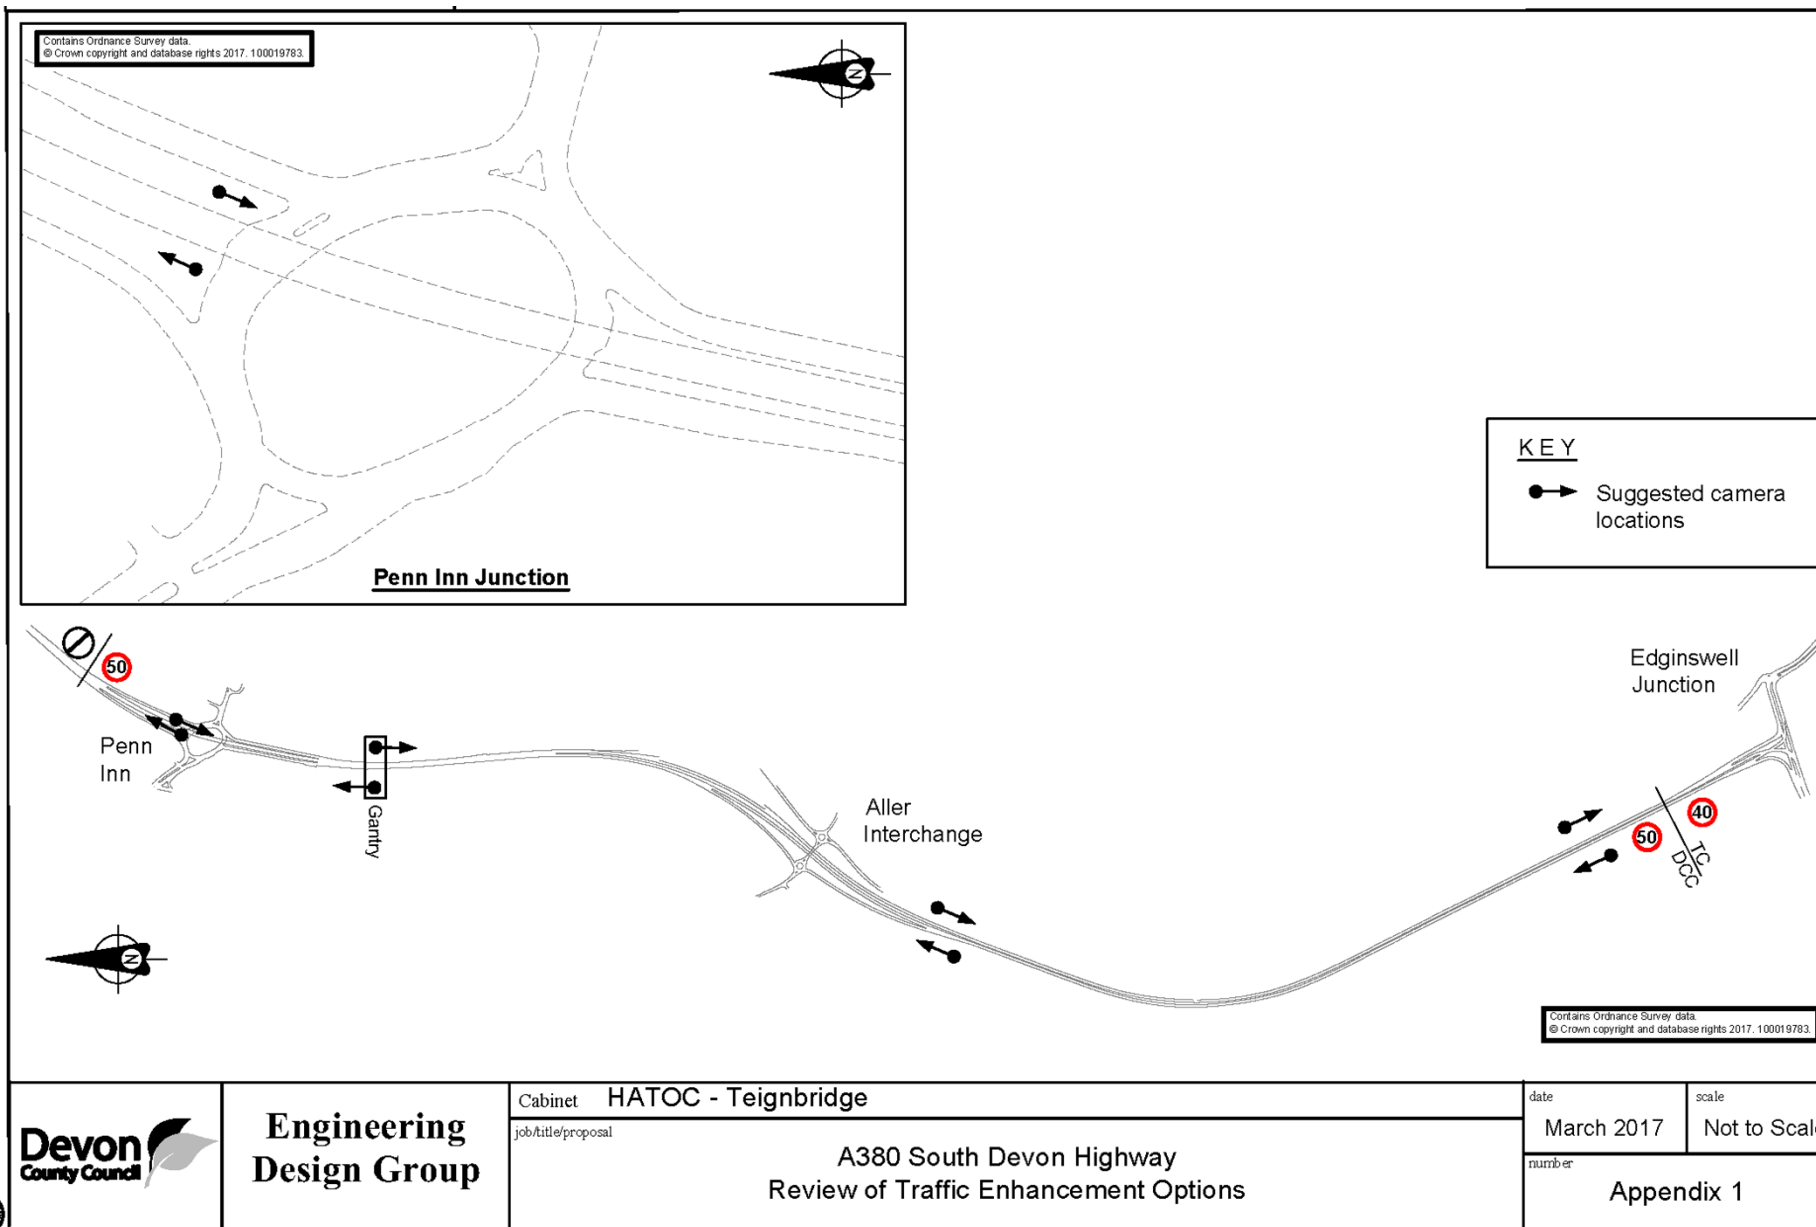 Contains Ordnance Survey data.
© Crown copyright and database rights 2017. 100019783.
N
Penn Inn Junction
KEY
Suggested camera
locations
50
Penn
Inn
Gantry
Aller
Interchange
Edginswell
Junction
50
40
TC
DCC
N
Contains Ordnance Survey data.
© Crown copyright and database rights 2017. 100019783.
Devon
County Council
Engineering
Design Group
Cabinet HATOC - Teignbridge
job/title/proposal
A380 South Devon Highway
Review of Traffic Enhancement Options
date
March 2017
scale
Not to Scal
number
Appendix 1